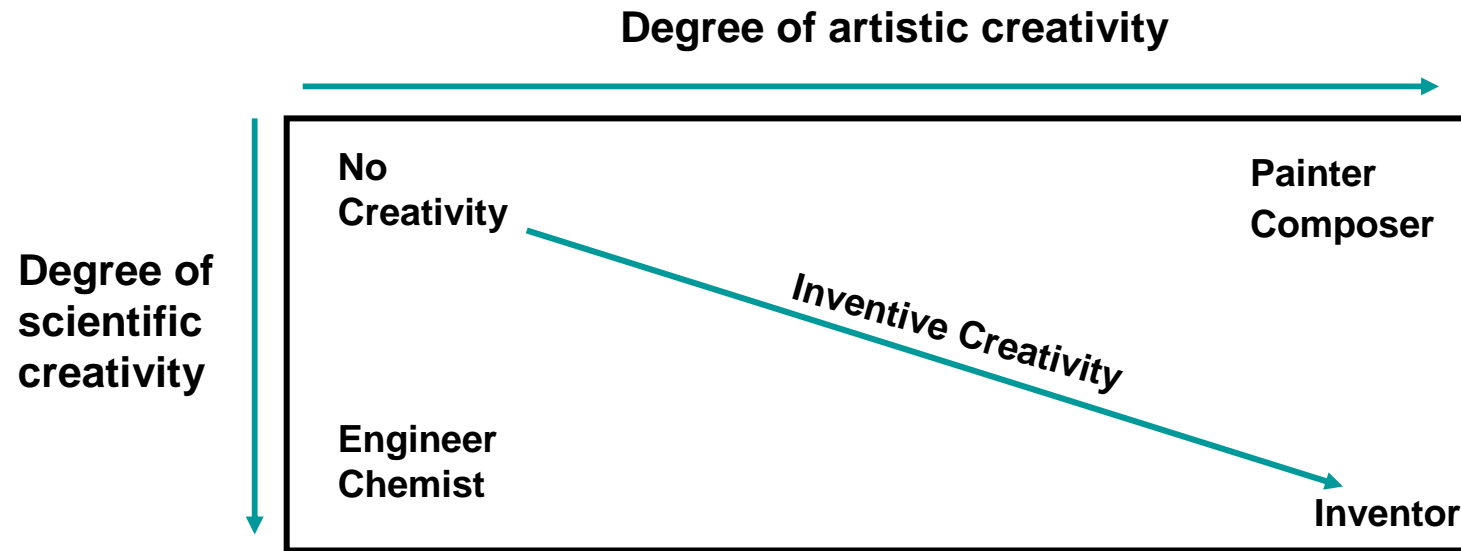 Degree of artistic creativity
No
Creativity
Painter
Composer
Degree of
scientific
creativity
Inventive Creativity
Engineer
Chemist
Inventor